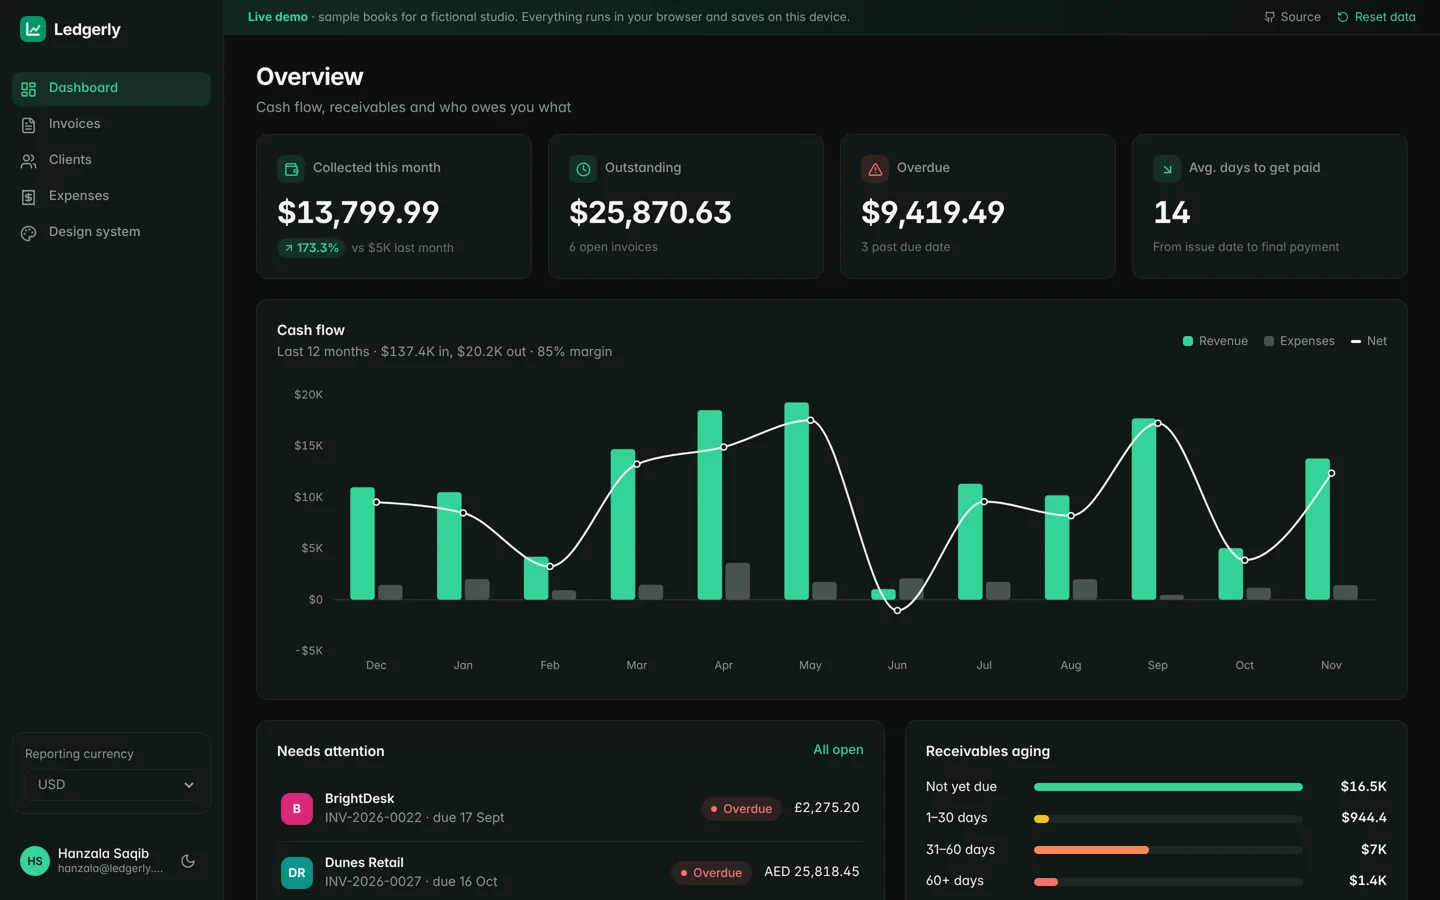 Ledgerly
Dashboard
Invoices
Clients
Expenses
Design system
Reporting currency
USD
HS
Hanzala Saqib
hanzala@ledgerly....
Live demo · sample books for a fictional studio. Everything runs in your browser and saves on this device.
Source
Reset data
Overview
Cash flow, receivables and who owes you what
Collected this month
$13,799.99
173.3% vs $5K last month
Outstanding
$25,870.63
6 open invoices
Overdue
$9,419.49
3 past due date
Avg. days to get paid
14
From issue date to final payment
Cash flow
Last 12 months · $137.4K in, $20.2K out · 85% margin
Revenue
Expenses
Net
$20K
$15K
$10K
$5K
$0
-$5K
Dec Jan Feb Mar Apr May Jun Jul Aug Sep Oct Nov
Needs attention
All open
B
BrightDesk
INV-2026-0022 · due 17 Sept
Overdue
£2,275.20
DR
Dunes Retail
INV-2026-0027 · due 16 Oct
Overdue
AED 25,818.45
Receivables aging
Not yet due $16.5K
1–30 days $944.4
31–60 days $7K
60+ days $1.4K